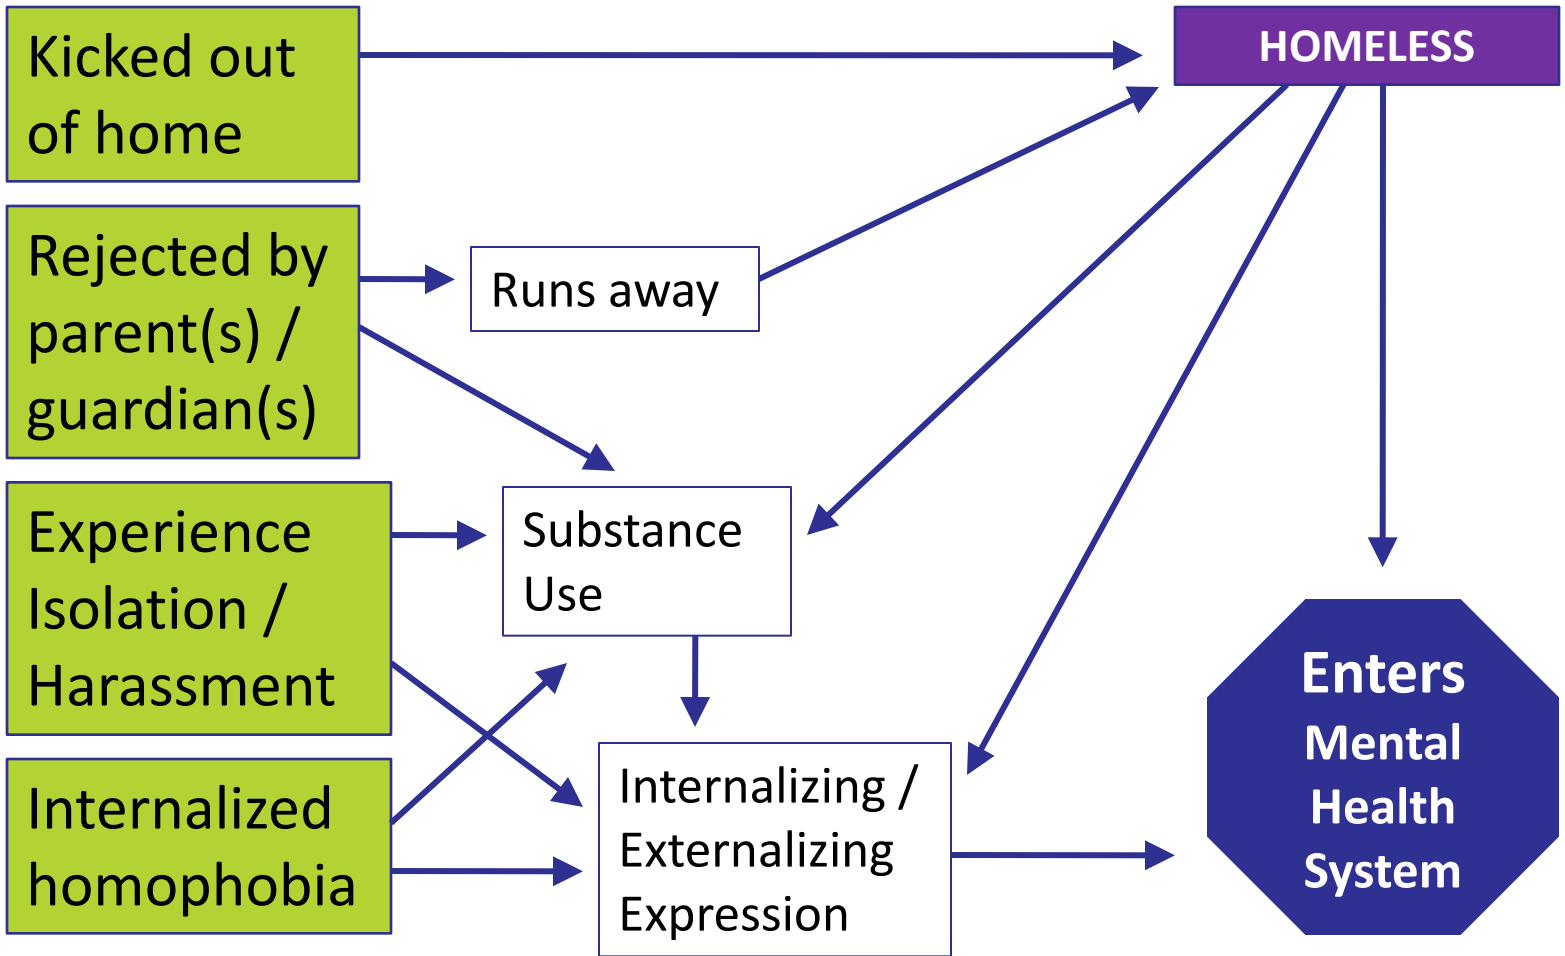 Kicked out
of home
HOMELESS
Rejected by
parent(s) /
guardian(s)
Runs away
Experience
Isolation /
Harassment
Substance
Use
Internalized
homophobia
Internalizing /
Externalizing
Expression
Enters
Mental
Health
System